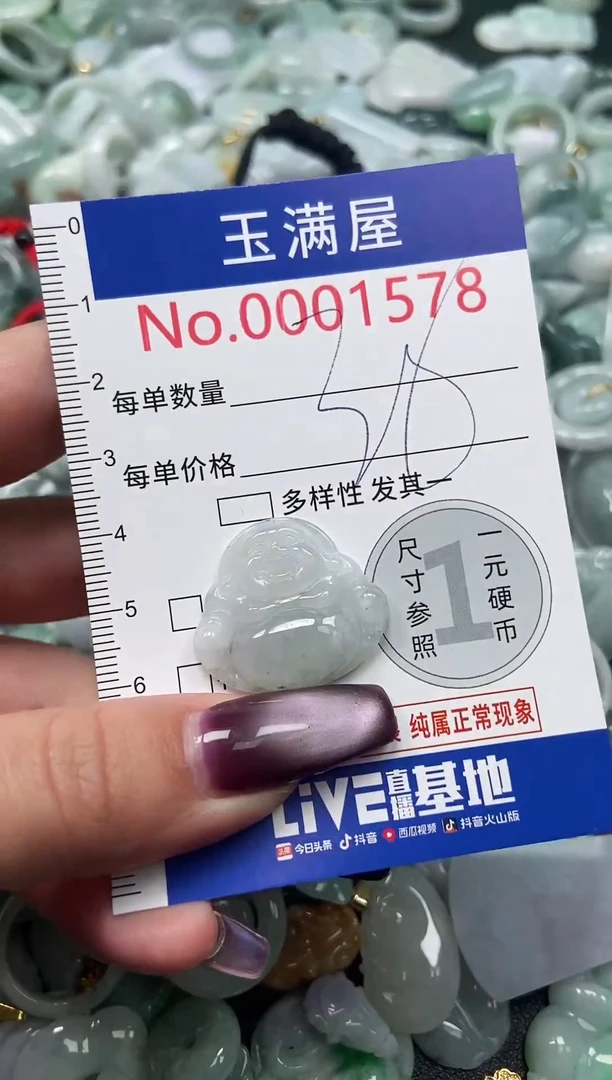 玉满屋
No.0001578
每单数量
每单价格
多样性 发其一
尺寸参照
1
一元硬币
纯属正常现象
LiVE直播基地
今日头条 抖音 西瓜视频 抖音火山版
0
1
2
3
4
5
6